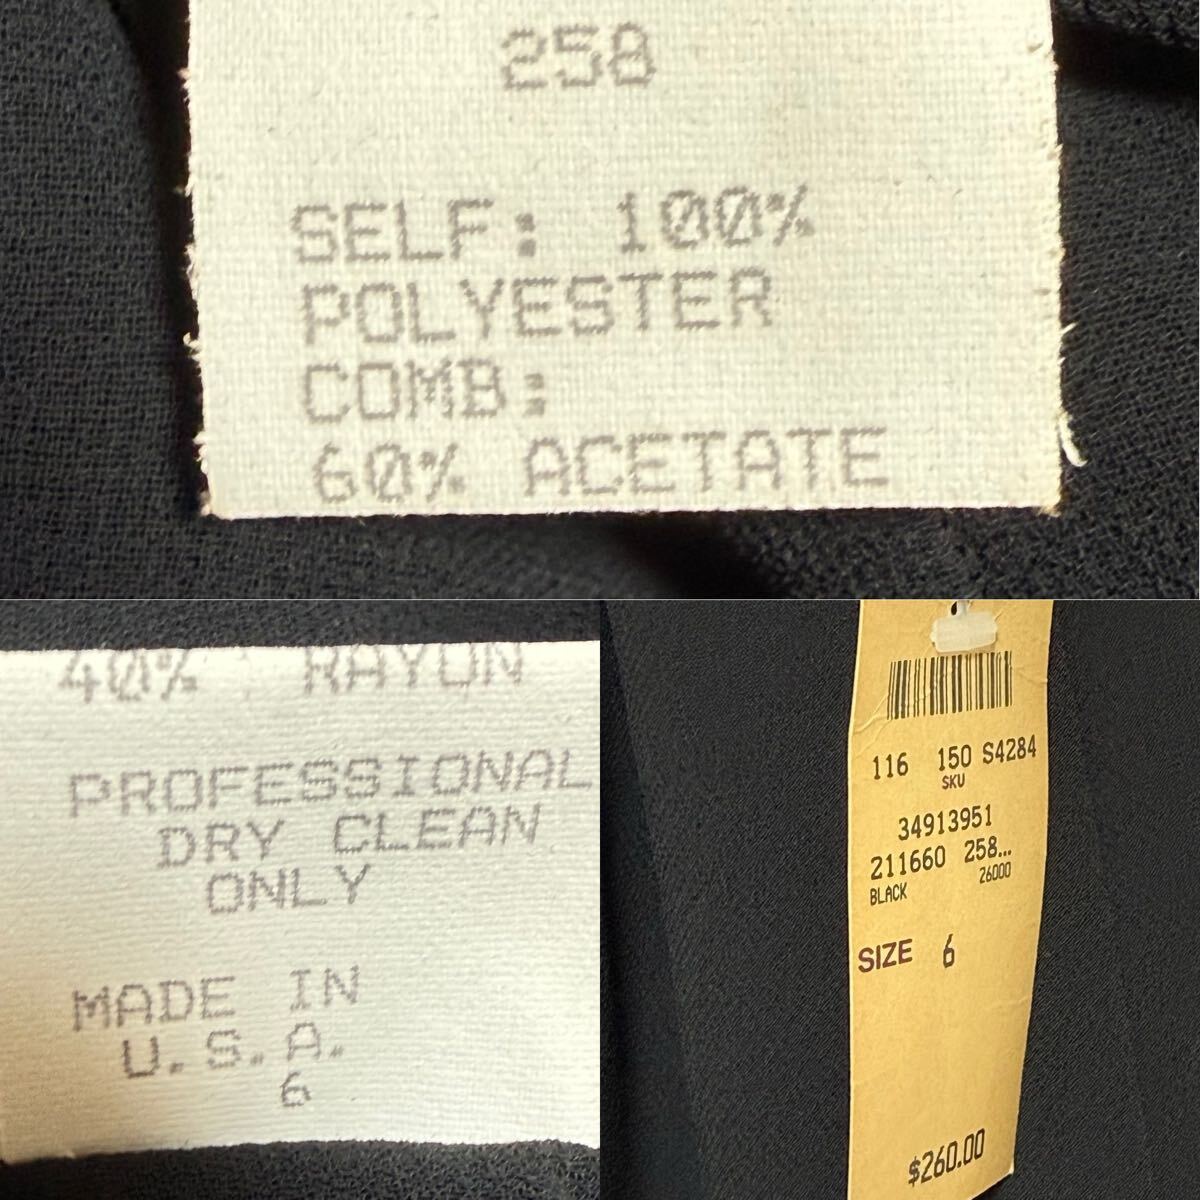 258
SELF: 100%
POLYESTER
COMB:
60% ACETATE
40% RAYON
PROFESSIONAL
DRY CLEAN
ONLY
MADE IN
U.S.A.
6
116 150 S4284
SKU
34913951
211660 258...
BLACK 26000
SIZE 6
$260.00